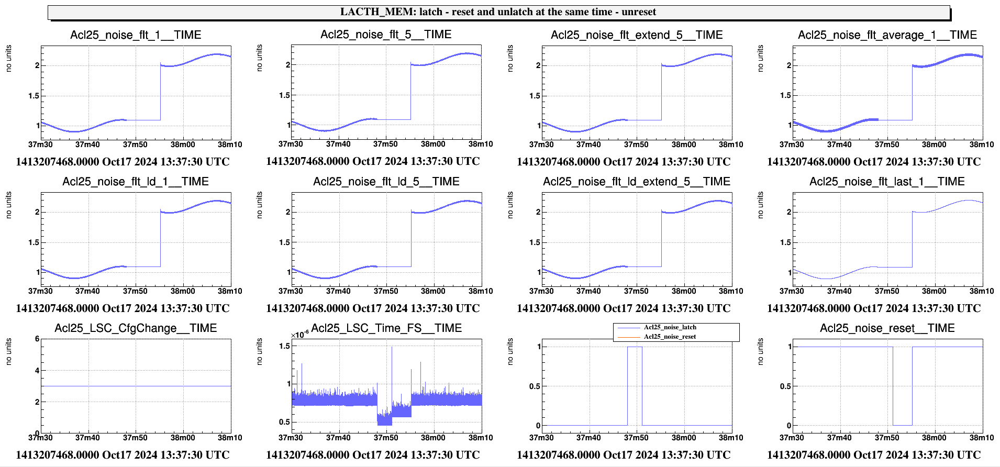 LACTH_MEM: latch - reset and unlatch at the same time - unreset
Acl25_noise_flt_1__TIME
no units
2
1.5
1
37m30 37m40 37m50 38m00 38m10
1413207468.0000 Oct17 2024 13:37:30 UTC
Acl25_noise_flt_5__TIME
no units
2
1.5
1
37m30 37m40 37m50 38m00 38m10
1413207468.0000 Oct17 2024 13:37:30 UTC
Acl25_noise_flt_extend_5__TIME
no units
2
1.5
1
37m30 37m40 37m50 38m00 38m10
1413207468.0000 Oct17 2024 13:37:30 UTC
Acl25_noise_flt_average_1__TIME
no units
2
1.5
1
37m30 37m40 37m50 38m00 38m10
1413207468.0000 Oct17 2024 13:37:30 UTC
Acl25_noise_flt_ld_1__TIME
no units
2
1.5
1
37m30 37m40 37m50 38m00 38m10
1413207468.0000 Oct17 2024 13:37:30 UTC
Acl25_noise_flt_ld_5__TIME
no units
2
1.5
1
37m30 37m40 37m50 38m00 38m10
1413207468.0000 Oct17 2024 13:37:30 UTC
Acl25_noise_flt_ld_extend_5__TIME
no units
2
1.5
1
37m30 37m40 37m50 38m00 38m10
1413207468.0000 Oct17 2024 13:37:30 UTC
Acl25_noise_flt_last_1__TIME
no units
2
1.5
1
37m30 37m40 37m50 38m00 38m10
1413207468.0000 Oct17 2024 13:37:30 UTC
Acl25_LSC_CfgChange__TIME
no units
6
4
2
0
37m30 37m40 37m50 38m00 38m10
1413207468.0000 Oct17 2024 13:37:30 UTC
Acl25_LSC_Time_FS__TIME
×10⁻⁶
no units
1.5
1
0.5
37m30 37m40 37m50 38m00 38m10
1413207468.0000 Oct17 2024 13:37:30 UTC
Acl25_noise_latch
Acl25_noise_reset
no units
1
0.5
0
37m30 37m40 37m50 38m00 38m10
1413207468.0000 Oct17 2024 13:37:30 UTC
Acl25_noise_reset__TIME
no units
1
0.5
0
37m30 37m40 37m50 38m00 38m10
1413207468.0000 Oct17 2024 13:37:30 UTC